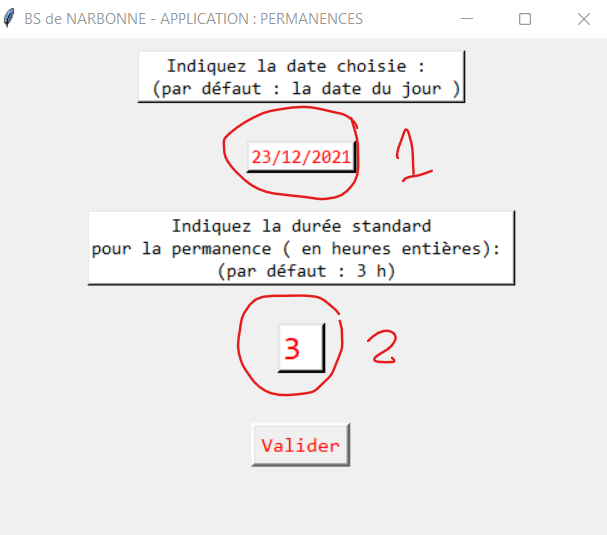 BS de NARBONNE - APPLICATION : PERMANENCES
Indiquez la date choisie :
(par défaut : la date du jour )
23/12/2021
1
Indiquez la durée standard
pour la permanence ( en heures entières):
(par défaut : 3 h)
3
2
Valider